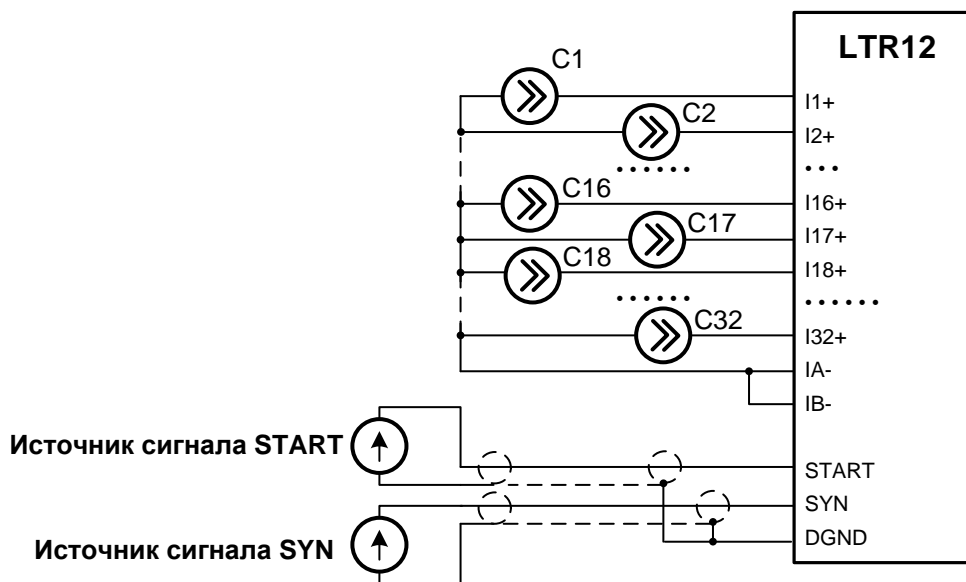 LTR12
C1
I1+
C2
I2+
......
...
C16
I16+
C17
I17+
C18
I18+
......
......
C32
I32+
IA-
IB-
Источник сигнала START
START
SYN
Источник сигнала SYN
DGND